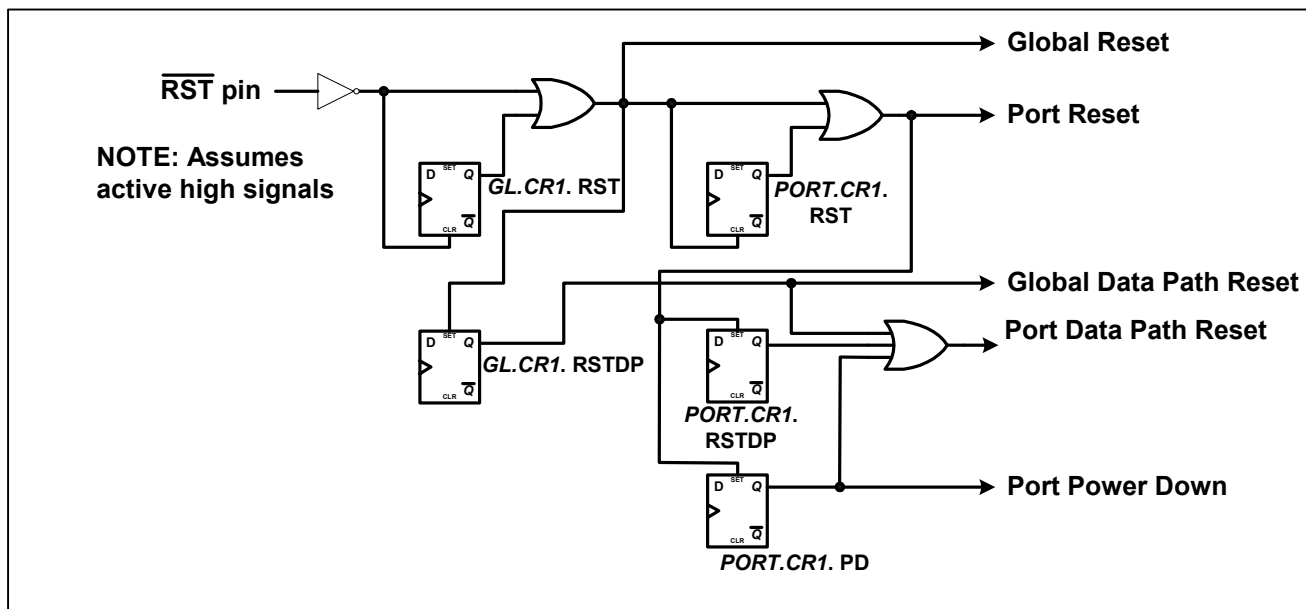 Global Reset
RST pin
Port Reset
NOTE: Assumes
active high signals
D SET Q
GL.CR1. RST
Q
CLR
D SET Q
PORT.CR1.
RST
Q
CLR
Global Data Path Reset
Port Data Path Reset
D SET Q
GL.CR1. RSTDP
Q
CLR
D SET Q
Q
CLR
PORT.CR1.
RSTDP
D SET Q
Port Power Down
Q
CLR
PORT.CR1. PD